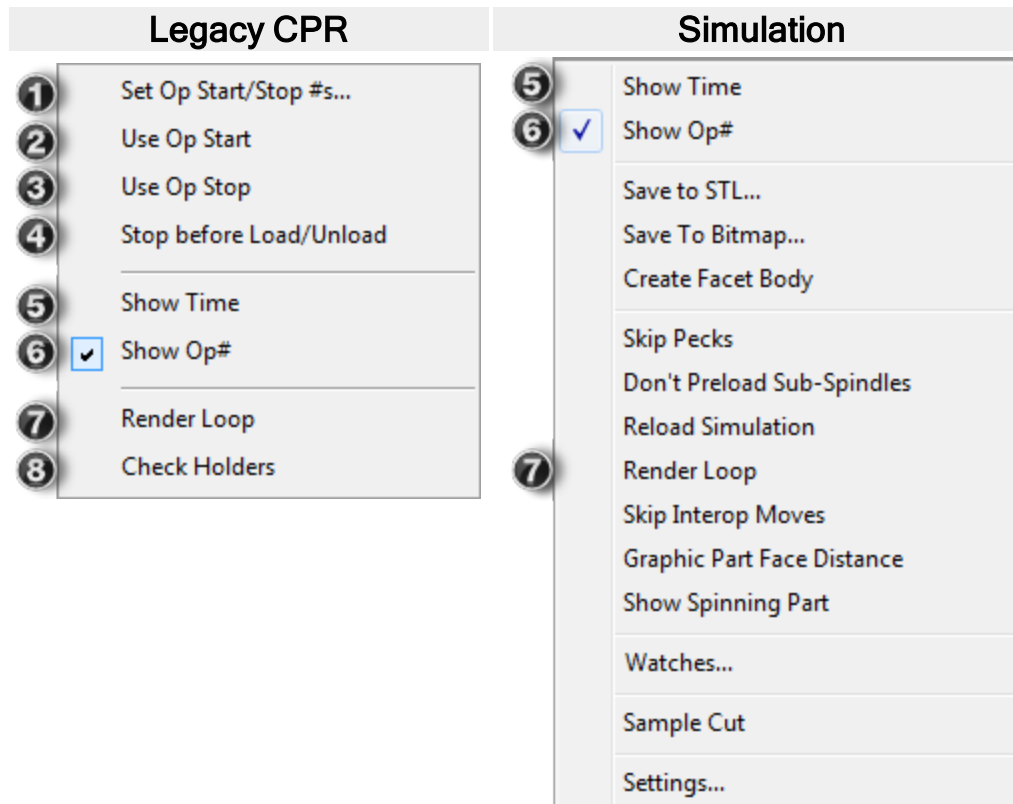 Legacy CPR
1 Set Op Start/Stop #s...
2 Use Op Start
3 Use Op Stop
4 Stop before Load/Unload
5 Show Time
6 Show Op#
7 Render Loop
8 Check Holders
Simulation
5 Show Time
6 Show Op#
Save to STL...
Save To Bitmap...
Create Facet Body
Skip Pecks
Don't Preload Sub-Spindles
Reload Simulation
7 Render Loop
Skip Interop Moves
Graphic Part Face Distance
Show Spinning Part
Watches...
Sample Cut
Settings...